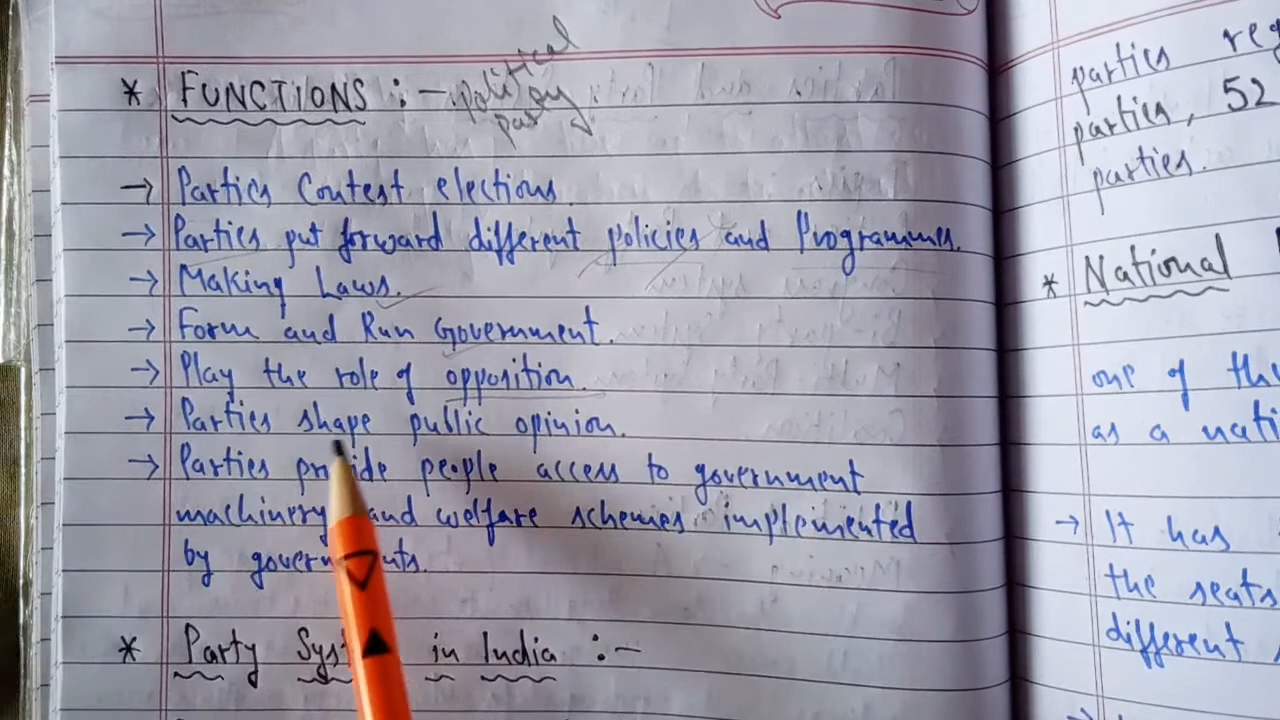 * FUNCTIONS :- political
party
→ Parties Contest elections.
→ Parties put forward different policies and Programmes.
→ Making Laws.
→ Form and Run Government.
→ Play the role of opposition.
→ Parties shape public opinion.
→ Parties provide people access to government
machinery and welfare schemes implemented
by governments.
* Party System in India :-
parties
parties, 52
parties.
* National
one of the
as a
→ It has
the seats
different